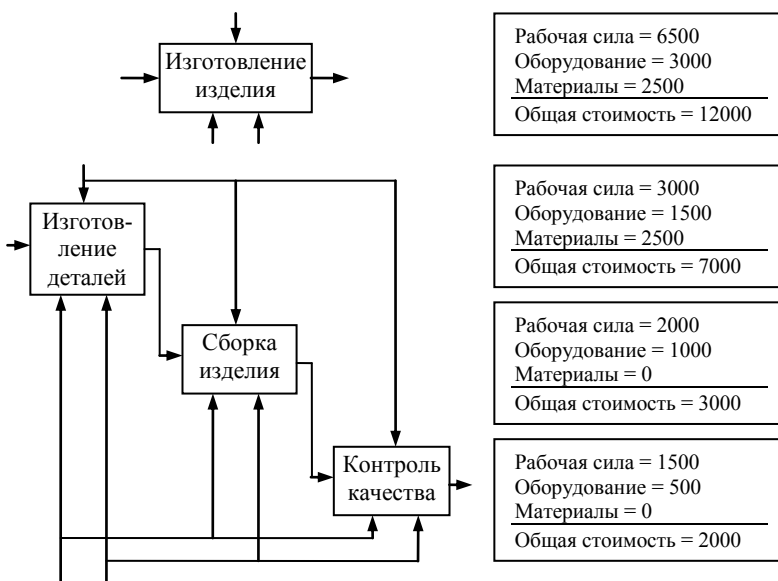 Изготовление
изделия
Рабочая сила = 6500
Оборудование = 3000
Материалы = 2500
Общая стоимость = 12000
Изготов-
ление
деталей
Рабочая сила = 3000
Оборудование = 1500
Материалы = 2500
Общая стоимость = 7000
Сборка
изделия
Рабочая сила = 2000
Оборудование = 1000
Материалы = 0
Общая стоимость = 3000
Контроль
качества
Рабочая сила = 1500
Оборудование = 500
Материалы = 0
Общая стоимость = 2000